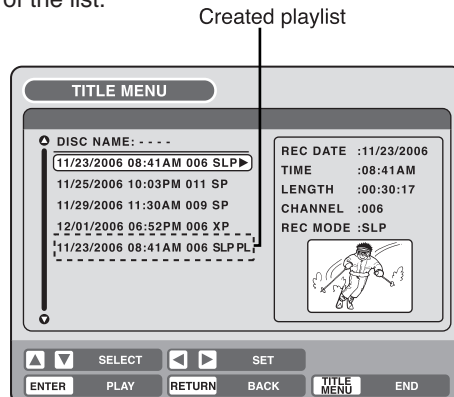 of the list.
Created playlist
TITLE MENU
DISC NAME: - - - -
11/23/2006 08:41AM 006 SLP
11/25/2006 10:03PM 011 SP
11/29/2006 11:30AM 009 SP
12/01/2006 06:52PM 006 XP
11/23/2006 08:41AM 006 SLP PL
REC DATE :11/23/2006
TIME :08:41AM
LENGTH :00:30:17
CHANNEL :006
REC MODE :SLP
SELECT SET
ENTER PLAY RETURN BACK TITLE MENU END